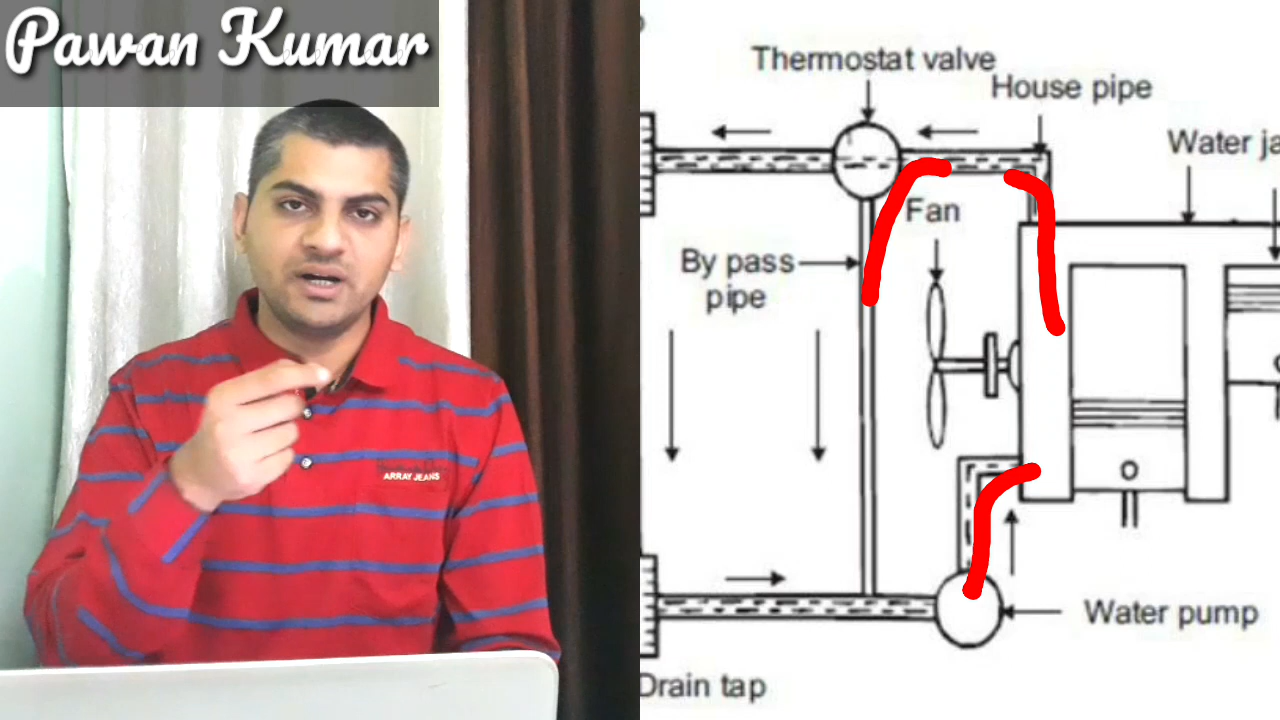 Pawan Kumar
ARRAY JEANS
Thermostat valve
House pipe
Water ja
Fan
By pass
pipe
Water pump
Drain tap